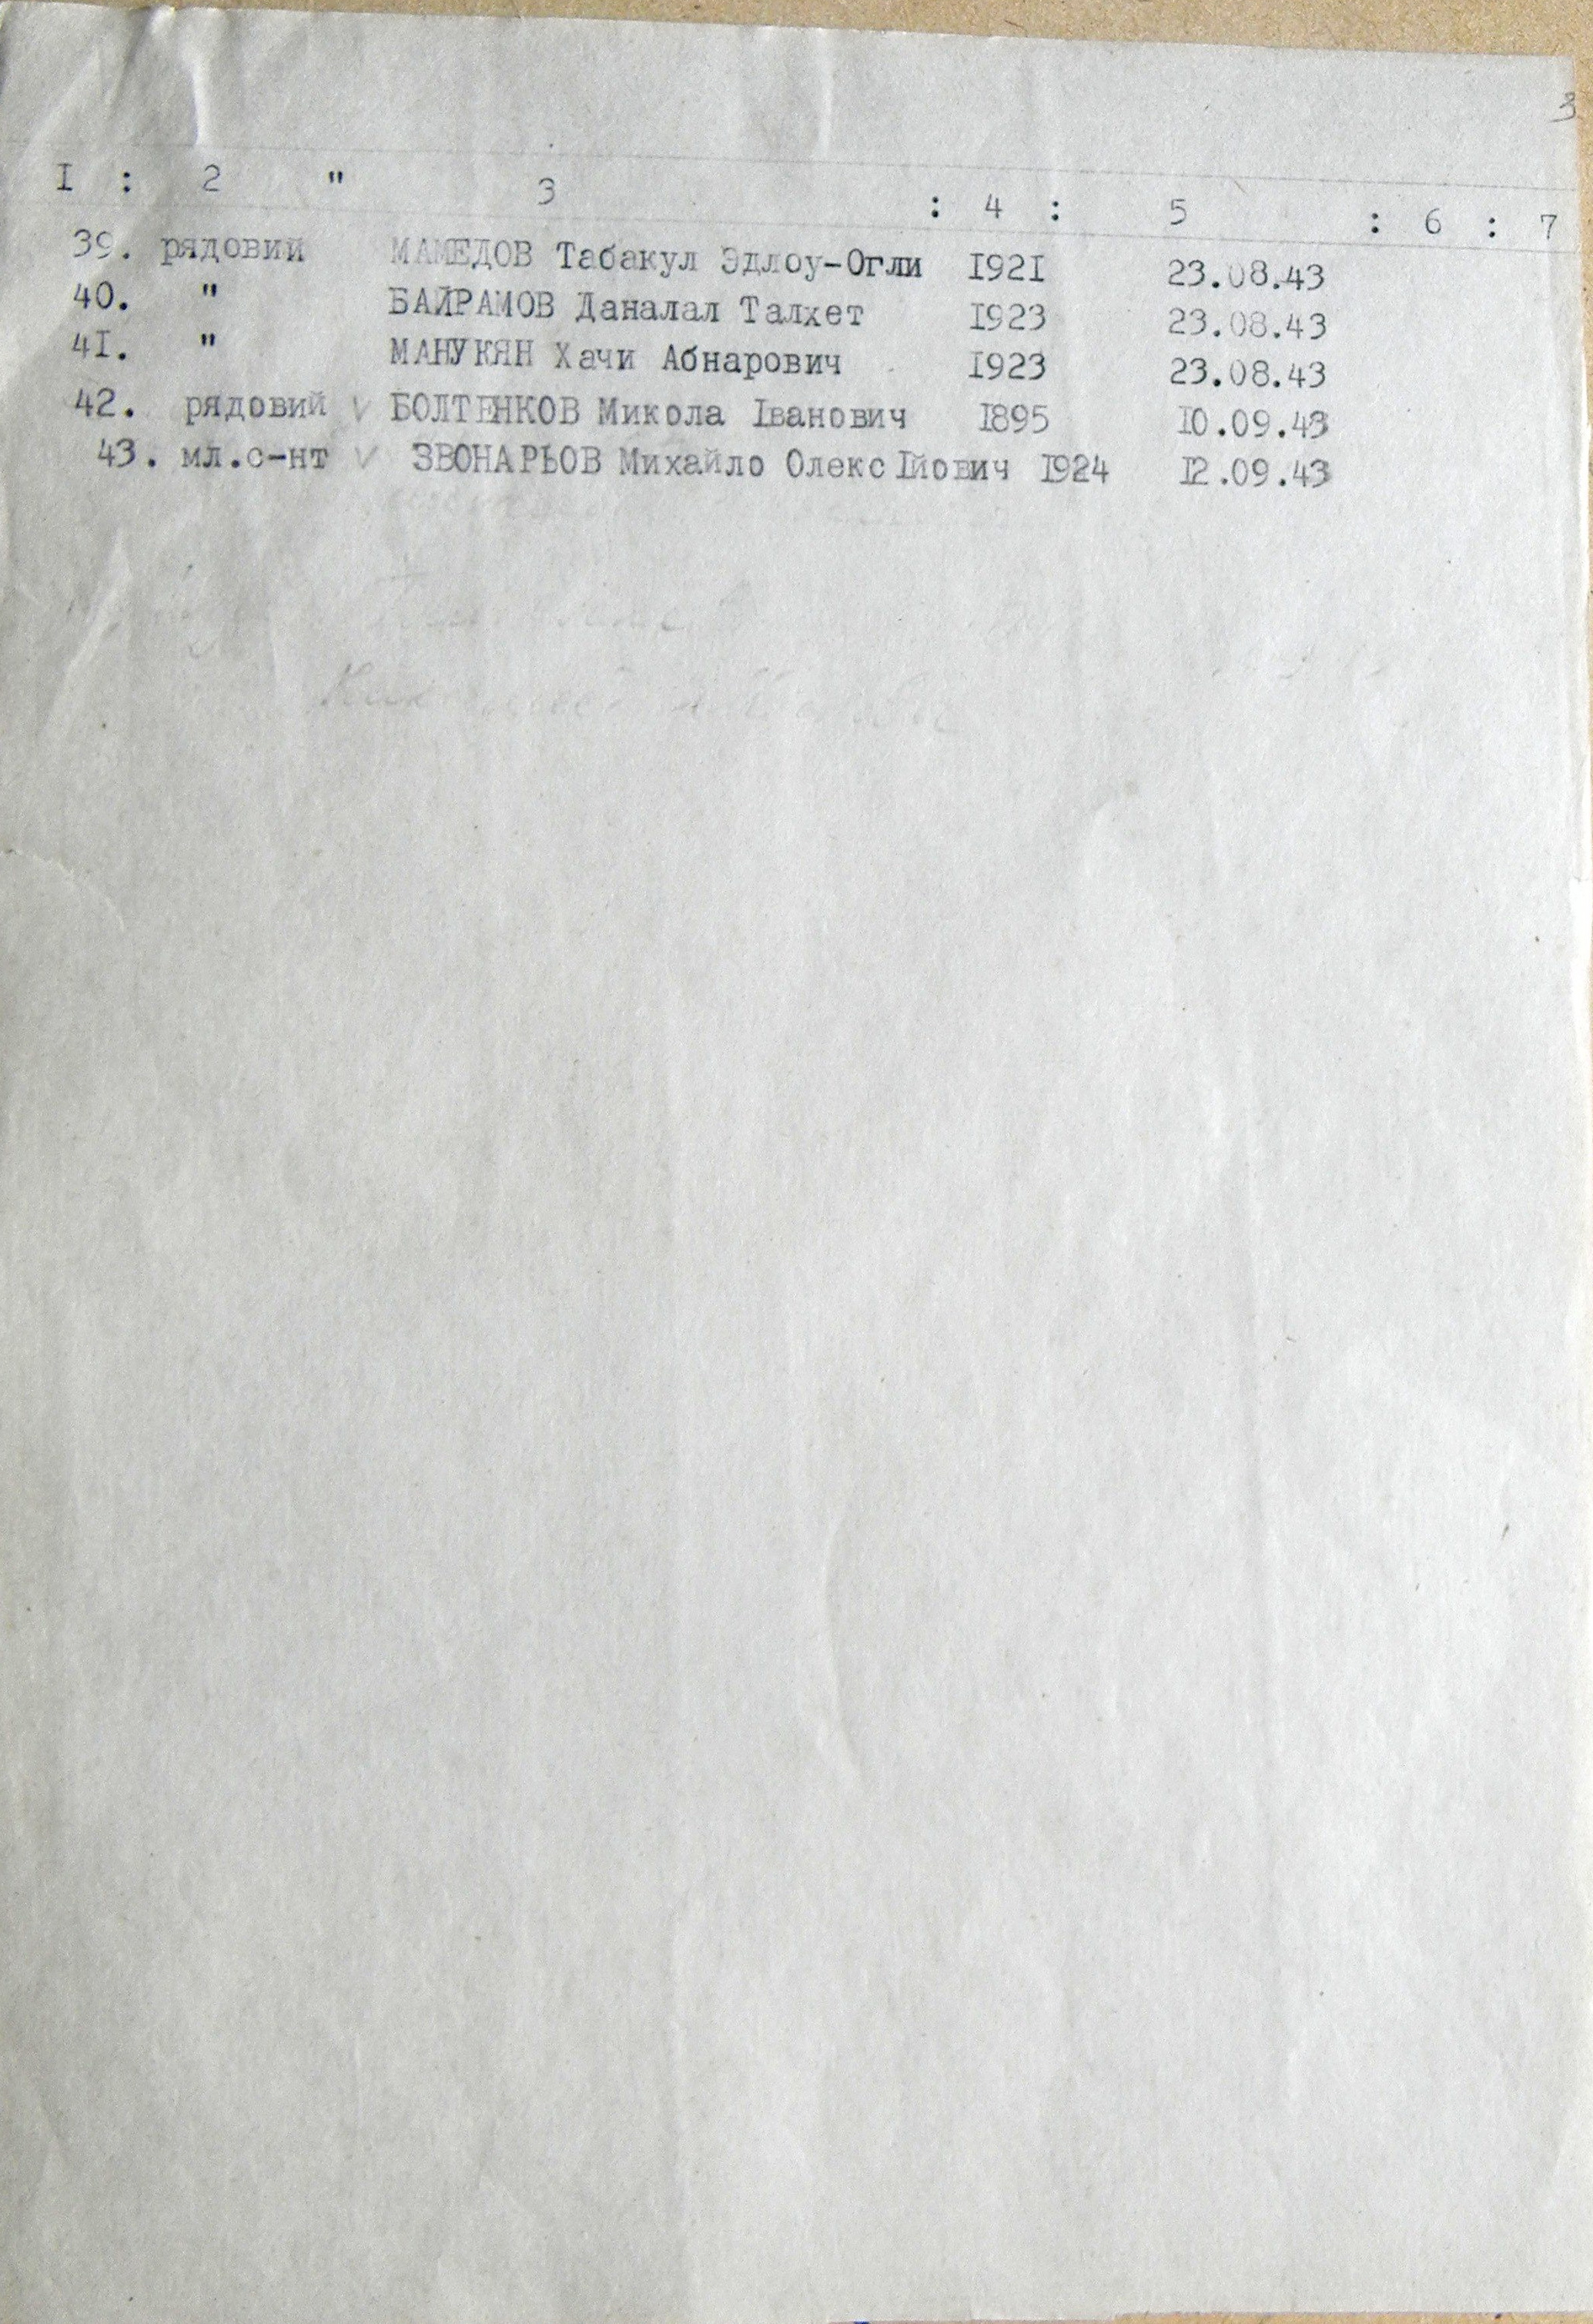 3
I : 2 " 3 : 4 : 5 : 6 : 7
39. рядовий МАМЕДОВ Табакул Эдлоу-Огли I92I 23.08.43
40. " БАЙРАМОВ Даналал Талхет I923 23.08.43
4I. " МАНУКЯН Хачи Абнарович I923 23.08.43
42. рядовий V БОЛТЕНКОВ Микола Іванович I895 I0.09.43
43. мл.с-нт V ЗВОНАРЬОВ Михайло Олексійович I924 I2.09.43